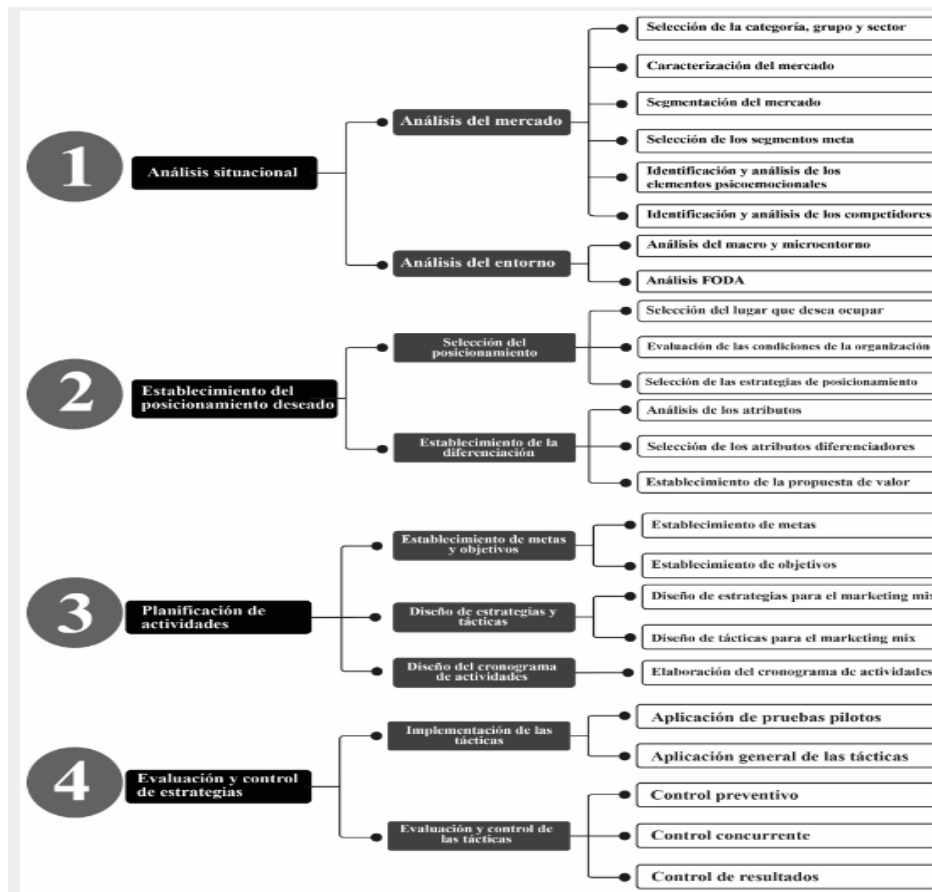 1
Análisis situacional
Análisis del mercado
Selección de la categoría, grupo y sector
Caracterización del mercado
Segmentación del mercado
Selección de los segmentos meta
Identificación y análisis de los
elementos psicoemocionales
Identificación y análisis de los competidores
Análisis del entorno
Análisis del macro y microentorno
Análisis FODA
2
Establecimiento del
posicionamiento deseado
Selección del
posicionamiento
Selección del lugar que desea ocupar
Evaluación de las condiciones de la organización
Selección de las estrategias de posicionamiento
Establecimiento de la
diferenciación
Análisis de los atributos
Selección de los atributos diferenciadores
Establecimiento de la propuesta de valor
3
Planificación de
actividades
Establecimiento de metas
y objetivos
Establecimiento de metas
Establecimiento de objetivos
Diseño de estrategias y
tácticas
Diseño de estrategias para el marketing mix
Diseño de tácticas para el marketing mix
Diseño del cronograma
de actividades
Elaboración del cronograma de actividades
4
Evaluación y control
de estrategias
Implementación de las
tácticas
Aplicación de pruebas pilotos
Aplicación general de las tácticas
Evaluación y control de
las tácticas
Control preventivo
Control concurrente
Control de resultados